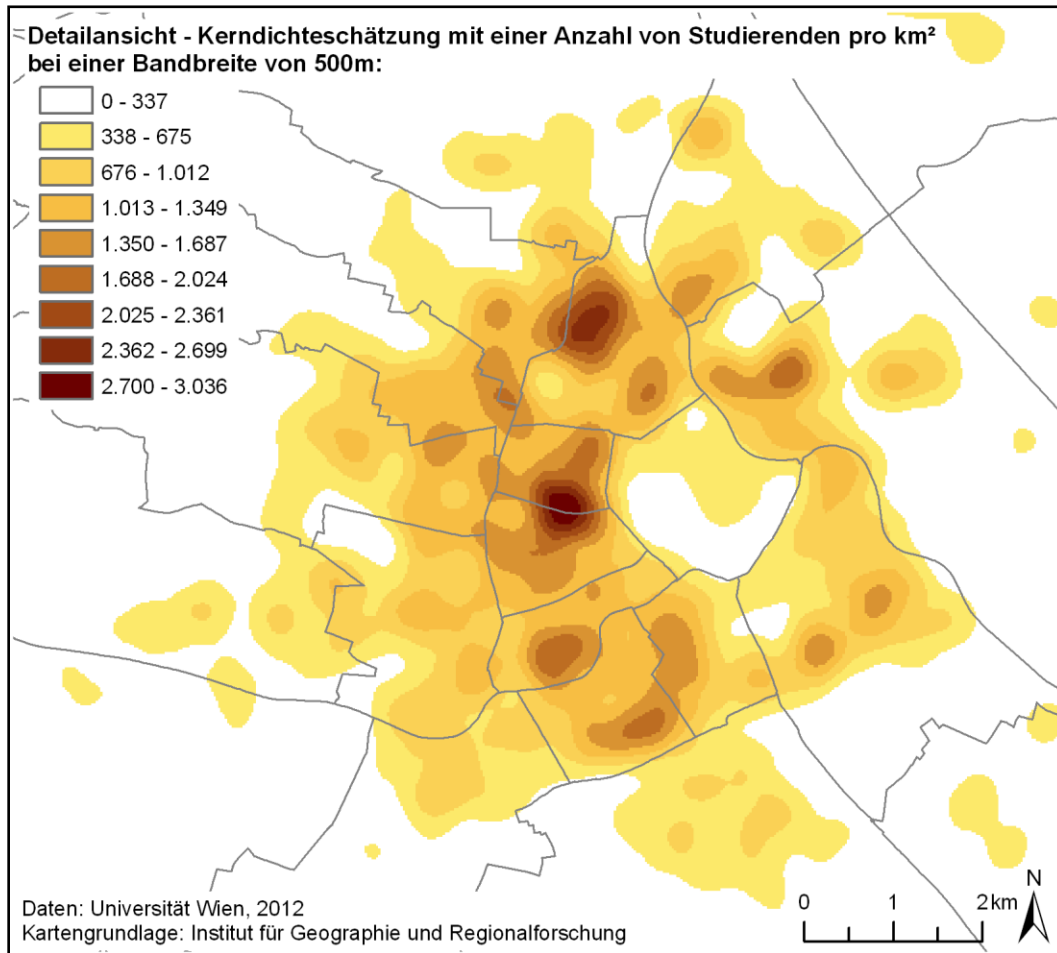 Detailansicht - Kerndichteschätzung mit einer Anzahl von Studierenden pro km²
bei einer Bandbreite von 500m:
0 - 337
338 - 675
676 - 1.012
1.013 - 1.349
1.350 - 1.687
1.688 - 2.024
2.025 - 2.361
2.362 - 2.699
2.700 - 3.036
N
0 1 2 km
Daten: Universität Wien, 2012
Kartengrundlage: Institut für Geographie und Regionalforschung